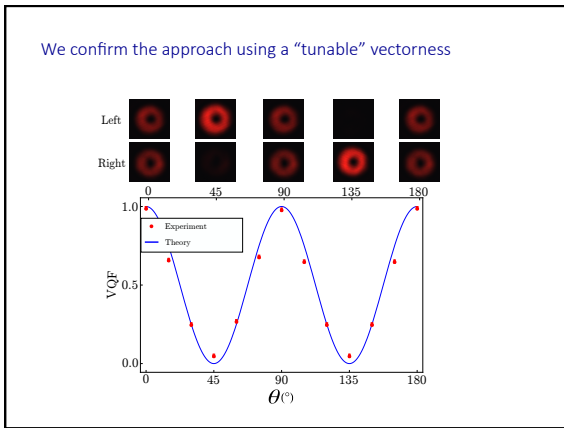 We confirm the approach using a “tunable” vectorness
Left
Right
0 45 90 135 180
1.0
Experiment
Theory
VQF
0.5
0.0
0 45 90 135 180
θ(°)